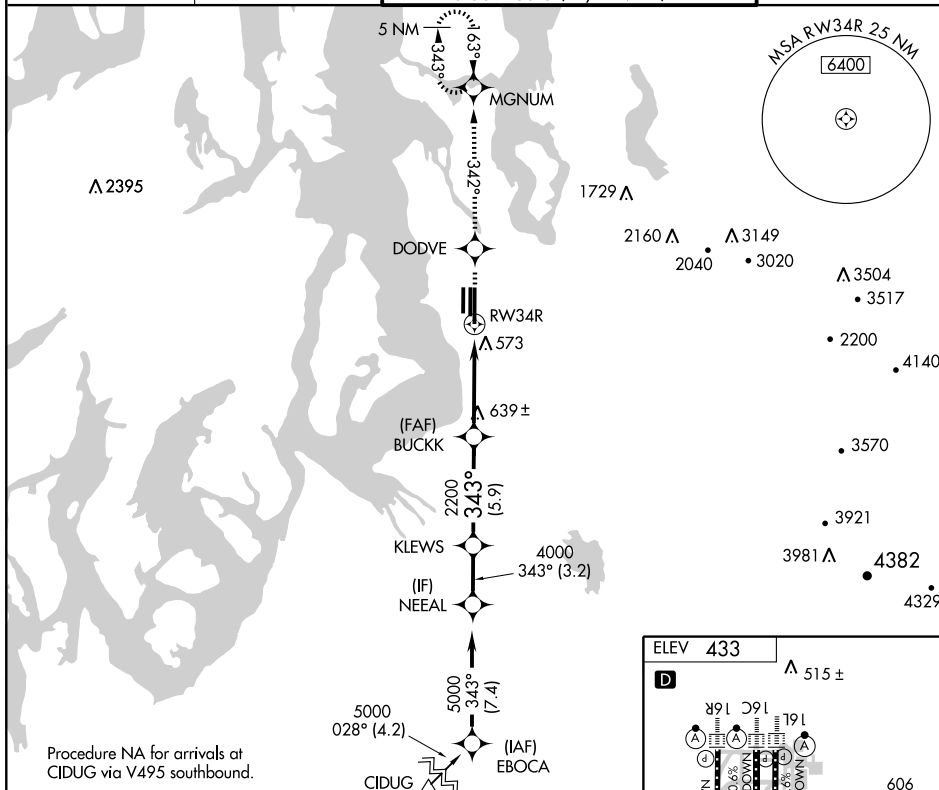 5 NM
343°
163°
MGNUM
MSA RW34R 25 NM
6400
342°
2395
1729
2160
3149
2040
3020
3504
3517
DODVE
RW34R
573
2200
4140
639 ±
(FAF)
BUCKK
3570
2200
343°
(5.9)
3921
KLEWS
4000
343° (3.2)
3981
4382
(IF)
NEEAL
4329
5000
343°
(7.4)
ELEV 433
D
515 ±
16R
16C
16L
A
A
A
P
P
P
5000
028° (4.2)
(IAF)
EBOCA
CIDUG
Procedure NA for arrivals at
CIDUG via V495 southbound.
DOWN
606